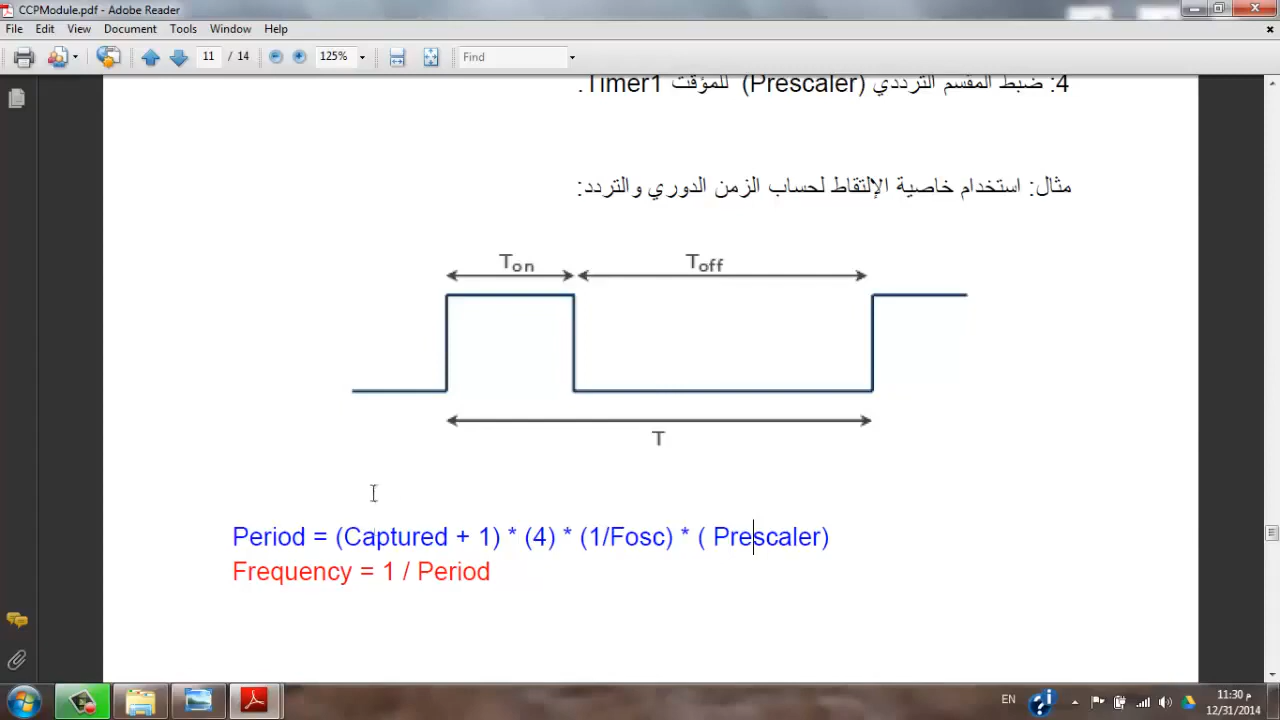 CCPModule.pdf - Adobe Reader
File Edit View Document Tools Window Help
11 / 14 125% Find
4: ضبط المقسم الترددي (Prescaler) للمؤقت Timer1.
مثال: استخدام خاصية الإلتقاط لحساب الزمن الدوري والتردد:
Ton Toff
T
Period = (Captured + 1) * (4) * (1/Fosc) * ( Prescaler)
Frequency = 1 / Period
EN
11:30 م
12/31/2014